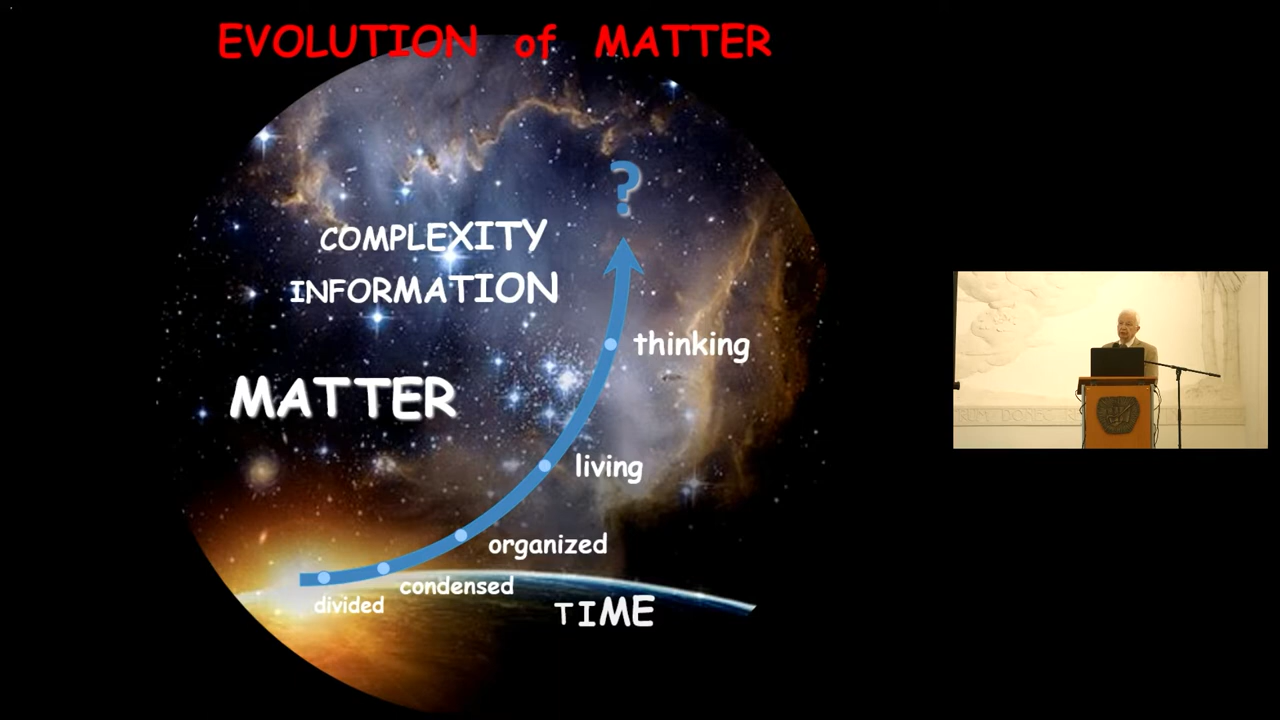 EVOLUTION of MATTER
?
COMPLEXITY
INFORMATION
thinking
MATTER
living
organized
condensed
divided
TIME